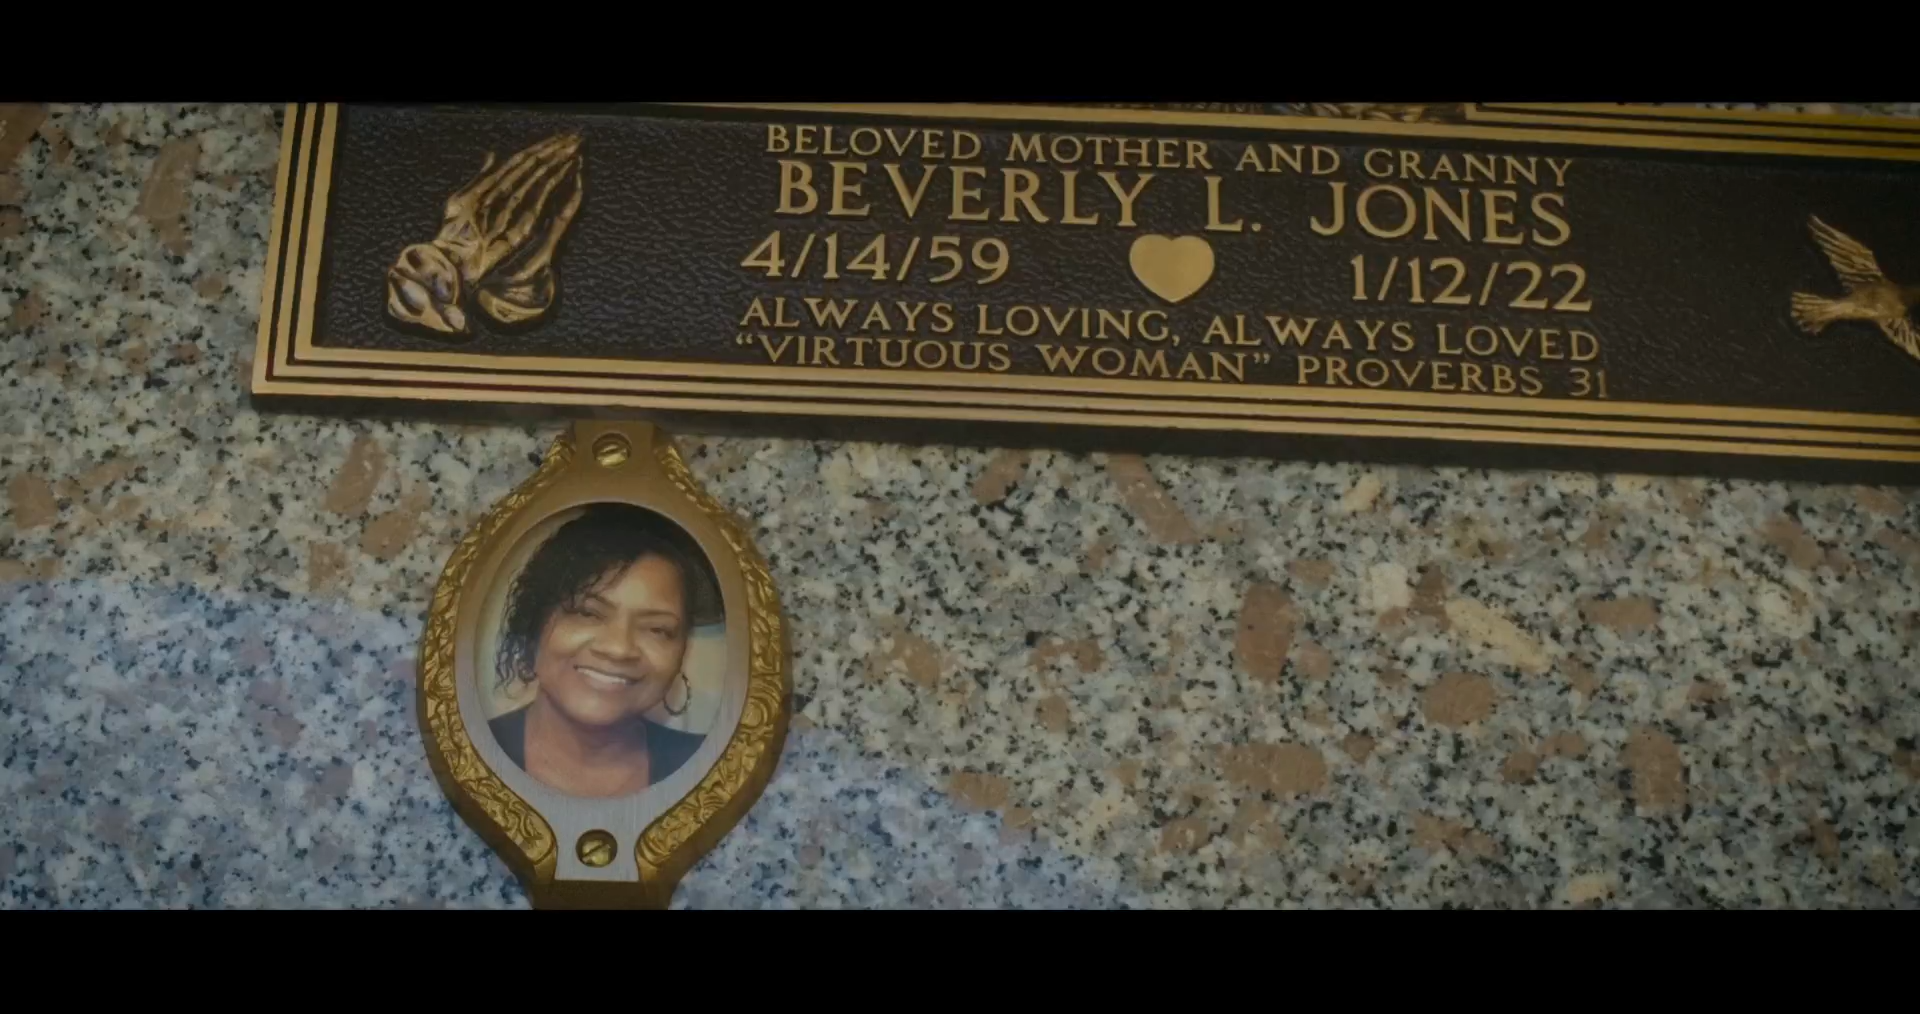 BELOVED MOTHER AND GRANNY
BEVERLY L. JONES
4/14/59 1/12/22
ALWAYS LOVING, ALWAYS LOVED
“VIRTUOUS WOMAN” PROVERBS 31